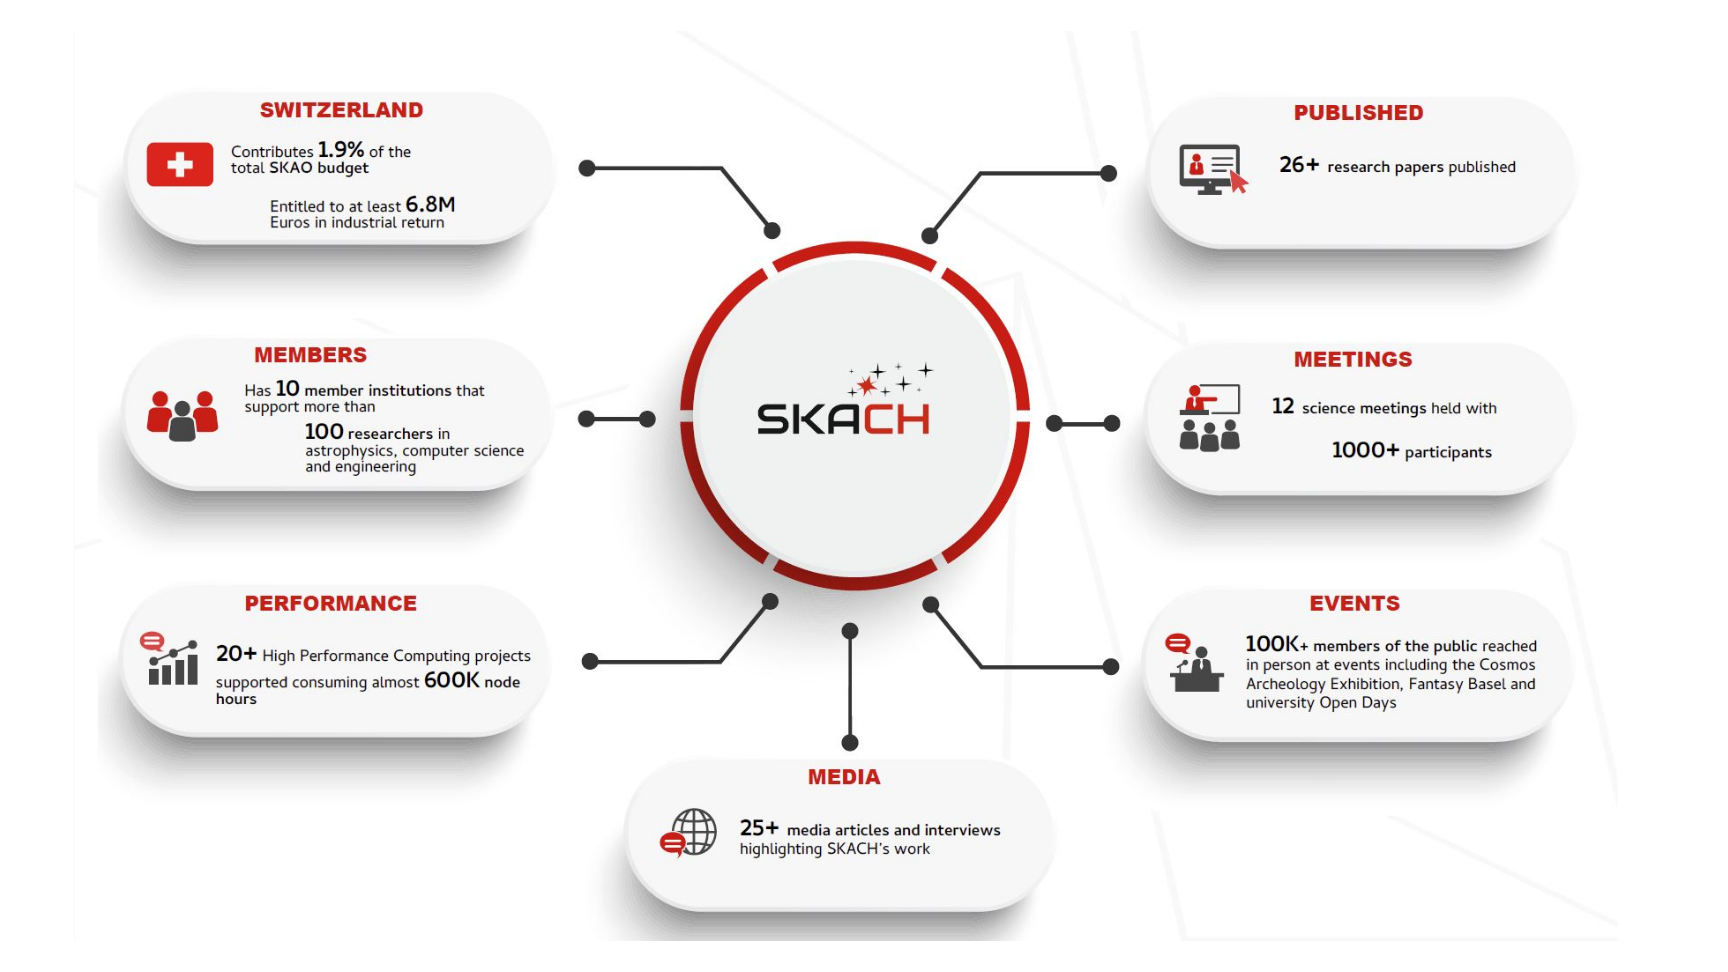 SWITZERLAND
Contributes 1.9% of the
total SKAO budget
Entitled to at least 6.8M
Euros in industrial return
MEMBERS
Has 10 member institutions that
support more than
100 researchers in
astrophysics, computer science
and engineering
PERFORMANCE
20+ High Performance Computing projects
supported consuming almost 600K node
hours
SKACH
MEDIA
25+ media articles and interviews
highlighting SKACH's work
PUBLISHED
26+ research papers published
MEETINGS
12 science meetings held with
1000+ participants
EVENTS
100K+ members of the public reached
in person at events including the Cosmos
Archeology Exhibition, Fantasy Basel and
university Open Days